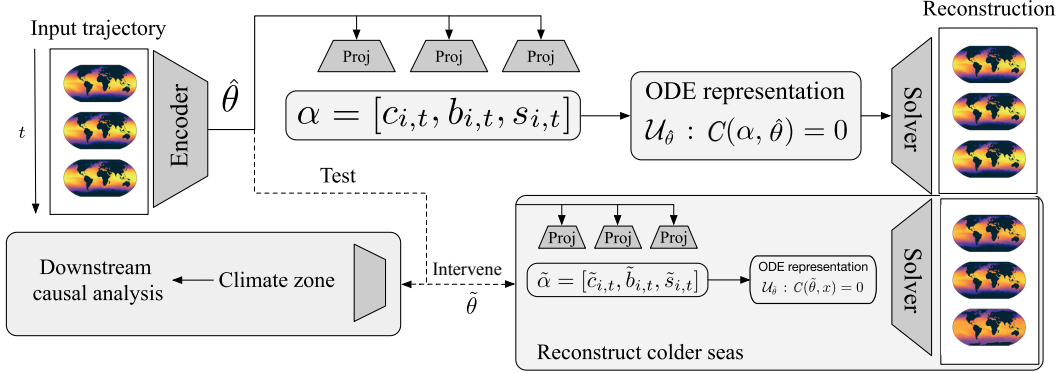 Input trajectory
t
Encoder
θ̂
Proj
Proj
Proj
α = [c_{i,t}, b_{i,t}, s_{i,t}]
ODE representation
𝒰_θ̂ : C(α, θ̂) = 0
Solver
Reconstruction
Test
Downstream
causal analysis
Climate zone
Intervene
θ̃
Proj
Proj
Proj
α̃ = [c̃_{i,t}, b̃_{i,t}, s̃_{i,t}]
ODE representation
𝒰_θ̂ : C(θ̃, x) = 0
Solver
Reconstruct colder seas